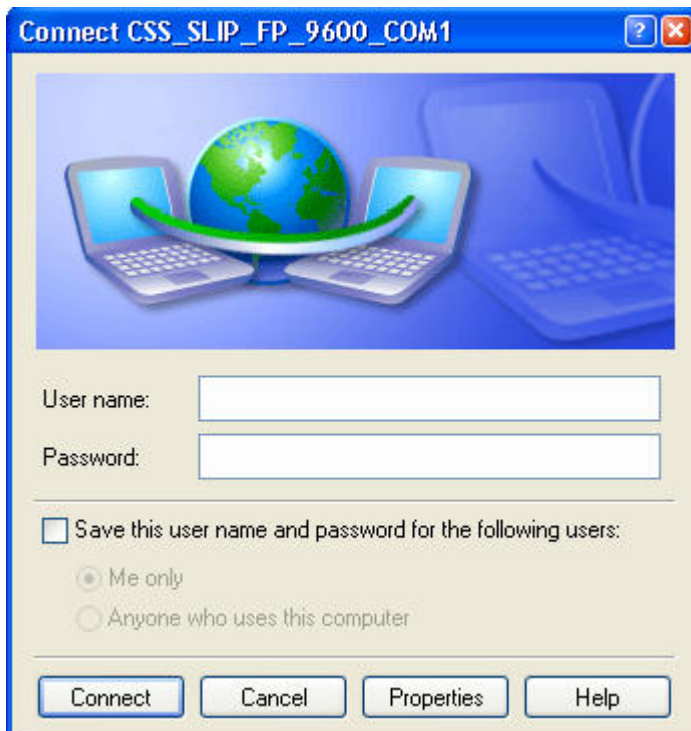 Connect CSS_SLIP_FP_9600_COM1
User name:
Password:
Save this user name and password for the following users:
Me only
Anyone who uses this computer
Connect Cancel Properties Help